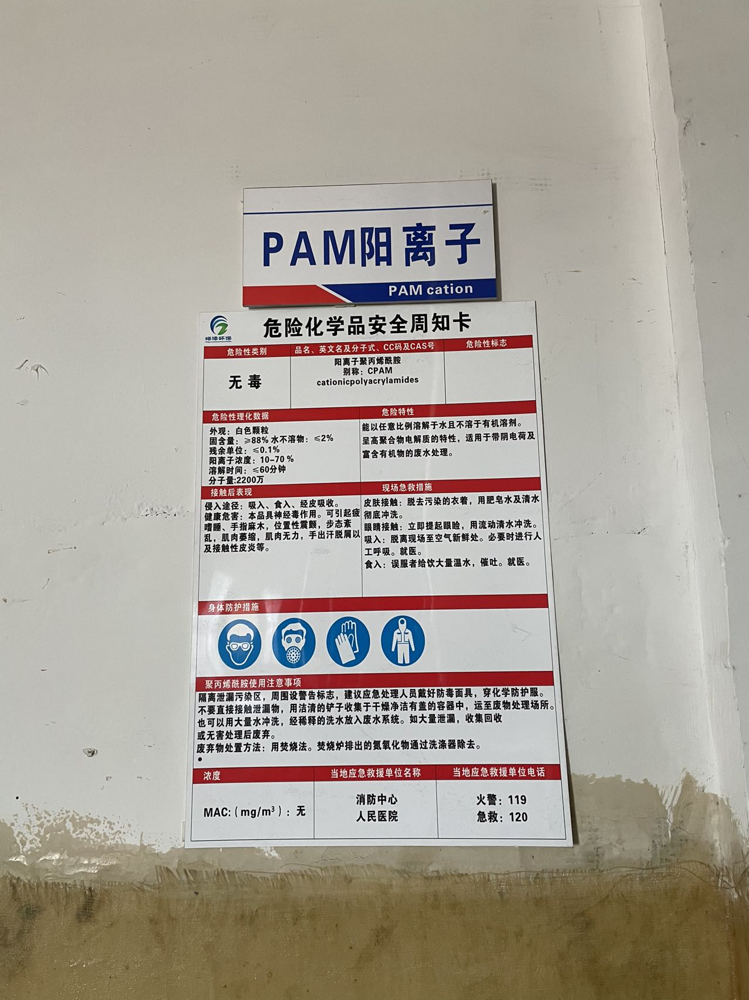 PAM阳离子
PAM cation
瑛泽环保
危险化学品安全周知卡
危险性类别
品名、英文名及分子式、CC码及CAS号
危险性标志
无毒
阳离子聚丙烯酰胺
别称：CPAM
cationicpolyacrylamides
危险性理化数据
危险特性
外观：白色颗粒
固含量：≥88% 水不溶物：≤2%
残余单位：≤0.1%
阳离子浓度：10-70 %
溶解时间：≤60分钟
分子量:2200万
能以任意比例溶解于水且不溶于有机溶剂。
呈高聚合物电解质的特性，适用于带阴电荷及
富含有机物的废水处理。
接触后表现
现场急救措施
侵入途径：吸入、食入、经皮吸收。
健康危害：本品具神经毒作用。可引起疲
嗜睡、手指麻木，位置性震颤，步态紊
乱，肌肉萎缩，肌肉无力，手出汗脱屑以
及接触性皮炎等。
皮肤接触：脱去污染的衣着，用肥皂水及清水
彻底冲洗。
眼睛接触：立即提起眼睑，用流动清水冲洗。
吸入：脱离现场至空气新鲜处。必要时进行人
工呼吸。就医。
食入：误服者给饮大量温水，催吐。就医。
身体防护措施
聚丙烯酰胺使用注意事项
隔离泄漏污染区，周围设警告标志，建议应急处理人员戴好防毒面具，穿化学防护服。
不要直接接触泄漏物，用洁清的铲子收集于干燥净洁有盖的容器中，运至废物处理场所。
也可以用大量水冲洗，经稀释的洗水放入废水系统。如大量泄漏，收集回收
或无害处理后废弃。
废弃物处置方法：用焚烧法。焚烧炉排出的氮氧化物通过洗涤器除去。
浓度
当地应急救援单位名称
当地应急救援单位电话
MAC:（mg/m³）：无
消防中心
人民医院
火警：119
急救：120